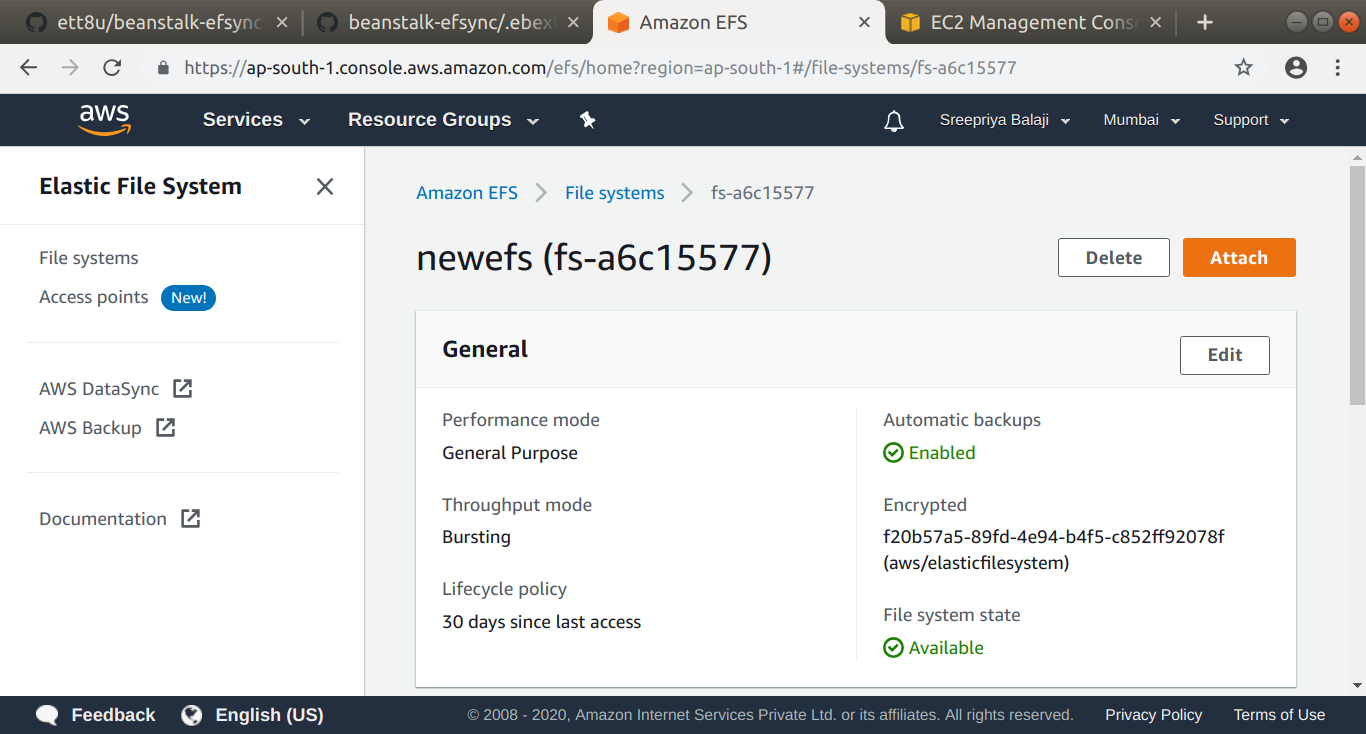 ett8u/beanstalk-efsync
beanstalk-efsync/.ebex
Amazon EFS
EC2 Management Cons
https://ap-south-1.console.aws.amazon.com/efs/home?region=ap-south-1#/file-systems/fs-a6c15577
aws
Services
Resource Groups
Sreepriya Balaji
Mumbai
Support
Elastic File System
File systems
Access points New!
AWS DataSync
AWS Backup
Documentation
Amazon EFS
File systems
fs-a6c15577
newefs (fs-a6c15577)
Delete
Attach
General
Edit
Performance mode
General Purpose
Throughput mode
Bursting
Lifecycle policy
30 days since last access
Automatic backups
Enabled
Encrypted
f20b57a5-89fd-4e94-b4f5-c852ff92078f
(aws/elasticfilesystem)
File system state
Available
Feedback
English (US)
© 2008 - 2020, Amazon Internet Services Private Ltd. or its affiliates. All rights reserved.
Privacy Policy
Terms of Use